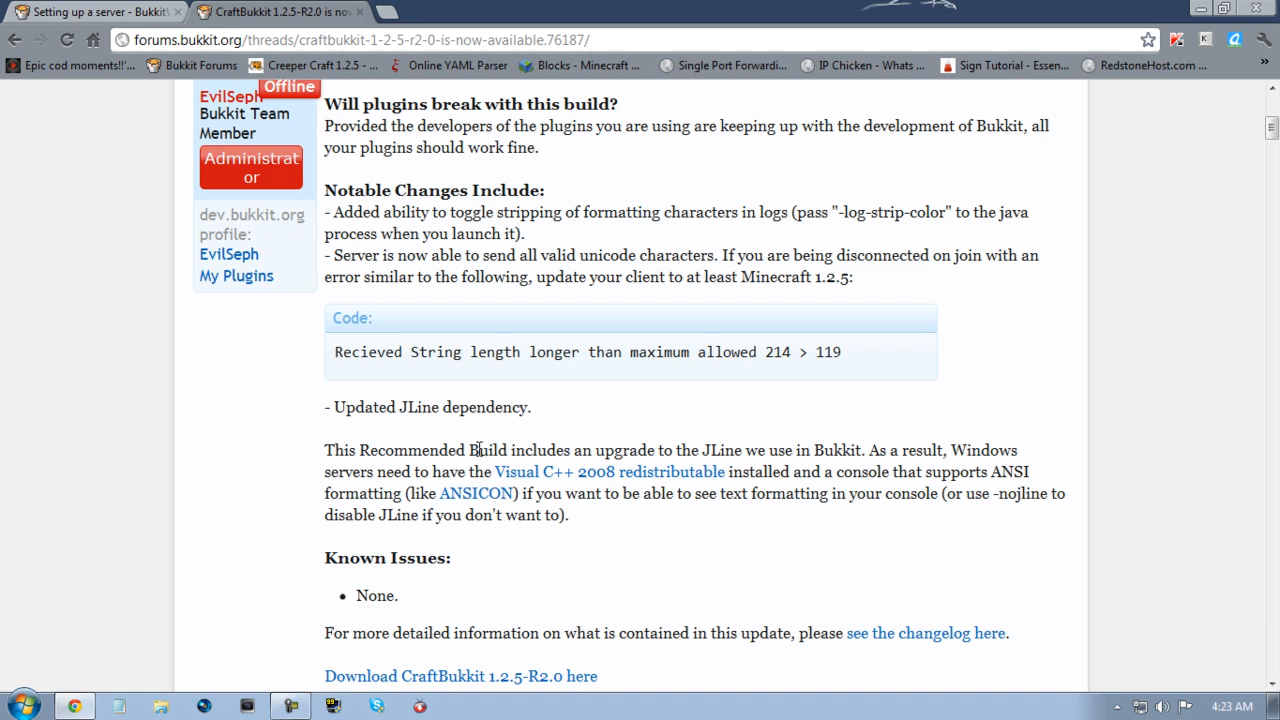 Setting up a server - BukkitW
CraftBukkit 1.2.5-R2.0 is now
forums.bukkit.org/threads/craftbukkit-1-2-5-r2-0-is-now-available.76187/
Epic cod moments!!'...
Bukkit Forums
Creeper Craft 1.2.5 - ...
Online YAML Parser
Blocks - Minecraft ...
Single Port Forwardi...
IP Chicken - Whats ...
Sign Tutorial - Essen...
RedstoneHost.com ...
»
Offline
EvilSeph
Bukkit Team
Member
Administrat
or
dev.bukkit.org
profile:
EvilSeph
My Plugins
Will plugins break with this build?
Provided the developers of the plugins you are using are keeping up with the development of Bukkit, all
your plugins should work fine.
Notable Changes Include:
- Added ability to toggle stripping of formatting characters in logs (pass "-log-strip-color" to the java
process when you launch it).
- Server is now able to send all valid unicode characters. If you are being disconnected on join with an
error similar to the following, update your client to at least Minecraft 1.2.5:
Code:
Recieved String length longer than maximum allowed 214 > 119
- Updated JLine dependency.
This Recommended Build includes an upgrade to the JLine we use in Bukkit. As a result, Windows
servers need to have the Visual C++ 2008 redistributable installed and a console that supports ANSI
formatting (like ANSICON) if you want to be able to see text formatting in your console (or use -nojline to
disable JLine if you don't want to).
Known Issues:
• None.
For more detailed information on what is contained in this update, please see the changelog here.
Download CraftBukkit 1.2.5-R2.0 here
4:23 AM